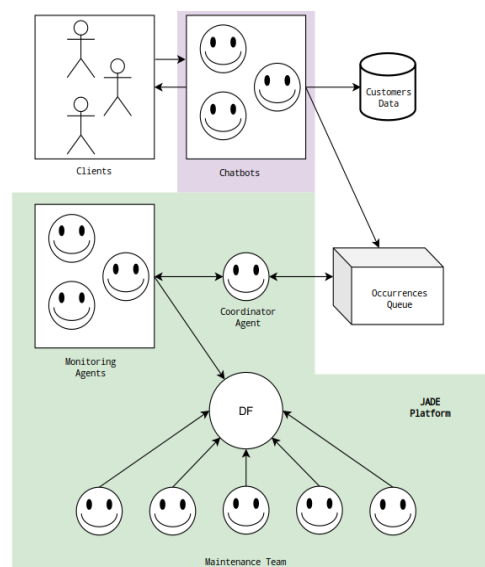 Customers
Data
Clients
Chatbots
Occurrences
Queue
Coordinator
Agent
Monitoring
Agents
JADE
Platform
DF
Maintenance Team